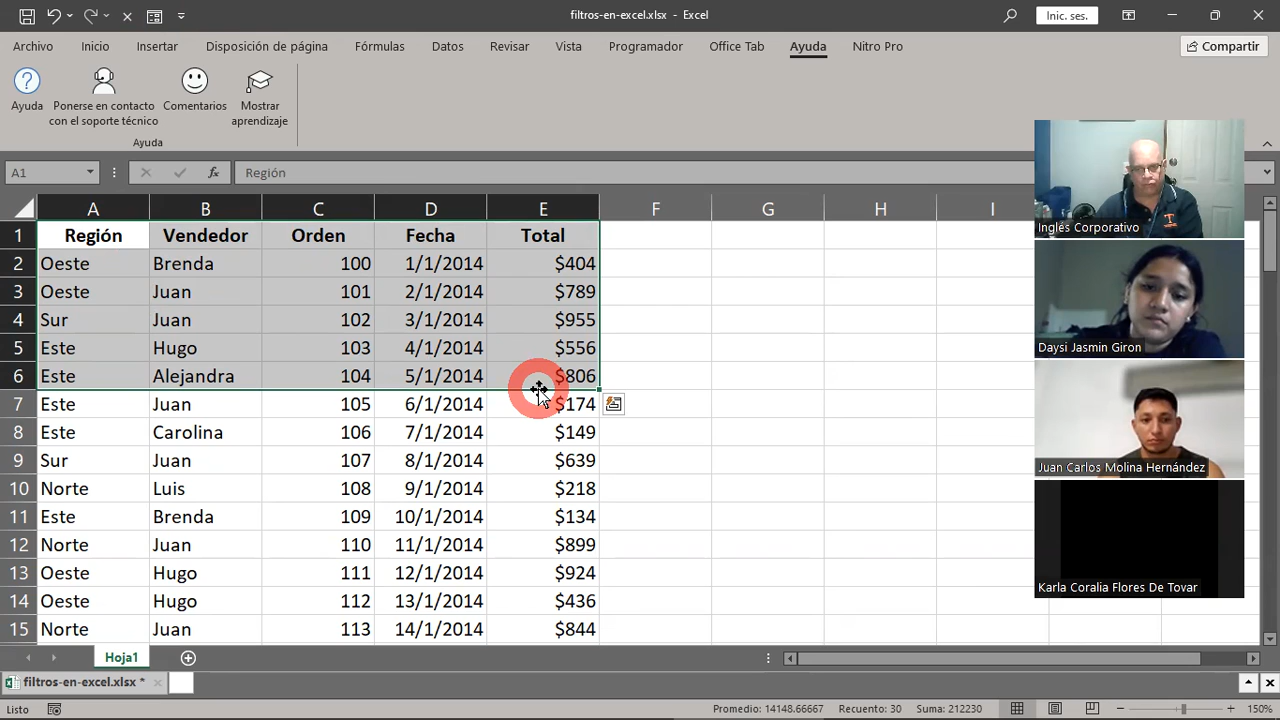 filtros-en-excel.xlsx - Excel
Inic. ses.
Archivo Inicio Insertar Disposición de página Fórmulas Datos Revisar Vista Programador Office Tab Ayuda Nitro Pro Compartir
Ayuda Ponerse en contacto con el soporte técnico Comentarios Mostrar aprendizaje
Ayuda
A1 fx Región
A B C D E F G H I
1 Región Vendedor Orden Fecha Total
2 Oeste Brenda 100 1/1/2014 $404
3 Oeste Juan 101 2/1/2014 $789
4 Sur Juan 102 3/1/2014 $955
5 Este Hugo 103 4/1/2014 $556
6 Este Alejandra 104 5/1/2014 $806
7 Este Juan 105 6/1/2014 $174
8 Este Carolina 106 7/1/2014 $149
9 Sur Juan 107 8/1/2014 $639
10 Norte Luis 108 9/1/2014 $218
11 Este Brenda 109 10/1/2014 $134
12 Norte Juan 110 11/1/2014 $899
13 Oeste Hugo 111 12/1/2014 $924
14 Oeste Hugo 112 13/1/2014 $436
15 Norte Juan 113 14/1/2014 $844
Inglés Corporativo
Daysi Jasmin Giron
Juan Carlos Molina Hernández
Karla Coralia Flores De Tovar
Hoja1
filtros-en-excel.xlsx *
Listo Promedio: 14148.66667 Recuento: 30 Suma: 212230 150%